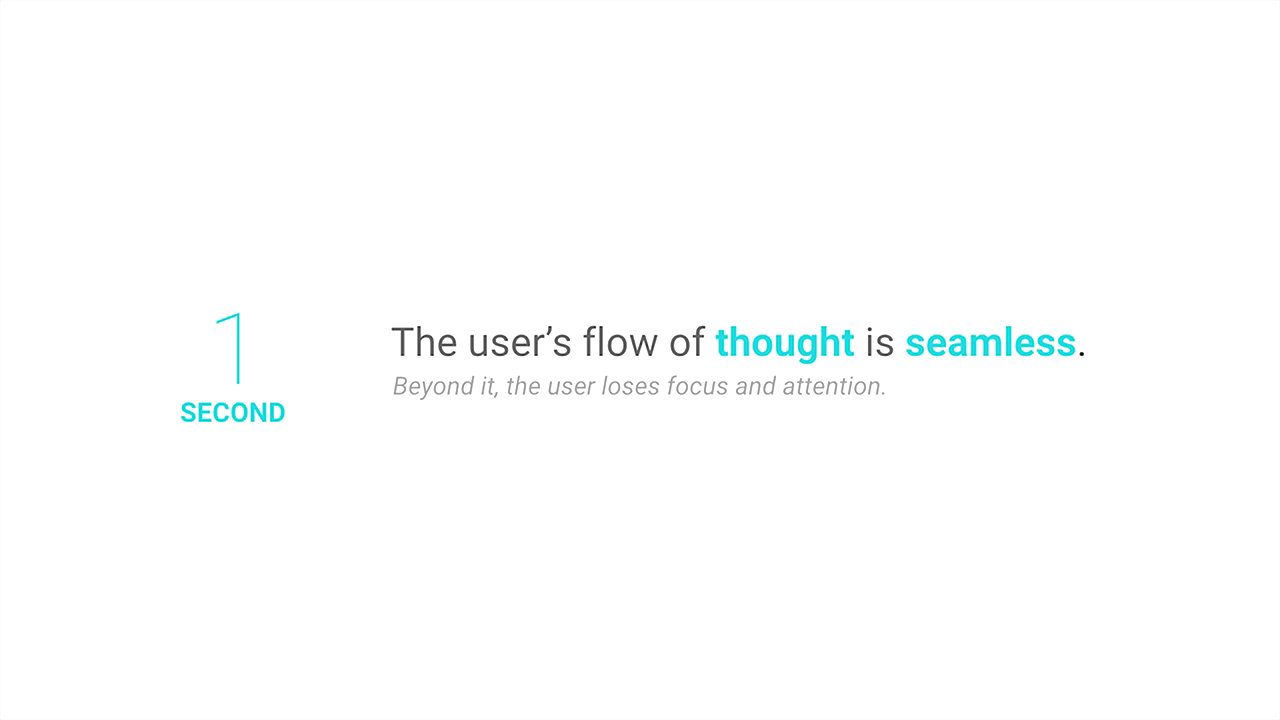 1
SECOND
The user’s flow of thought is seamless.
Beyond it, the user loses focus and attention.